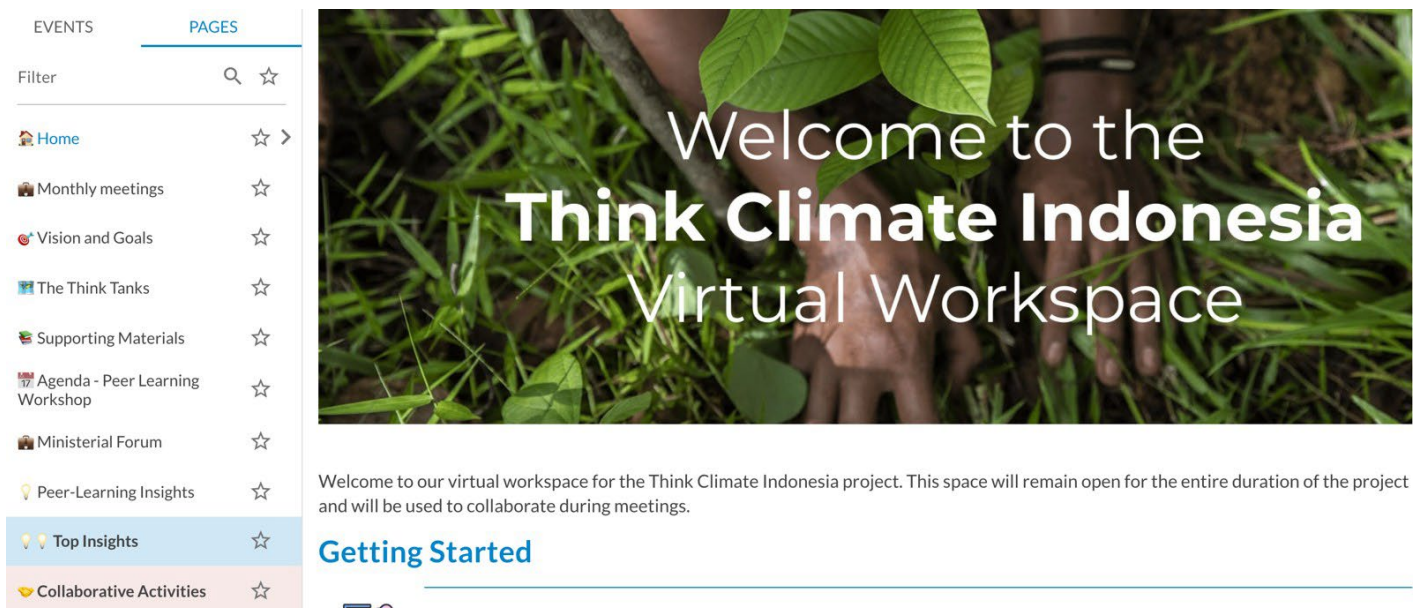 EVENTS
PAGES
Filter
Home
Monthly meetings
Vision and Goals
The Think Tanks
Supporting Materials
Agenda - Peer Learning
Workshop
Ministerial Forum
Peer-Learning Insights
Top Insights
Collaborative Activities
Welcome to the
Think Climate Indonesia
Virtual Workspace
Welcome to our virtual workspace for the Think Climate Indonesia project. This space will remain open for the entire duration of the project
and will be used to collaborate during meetings.
Getting Started